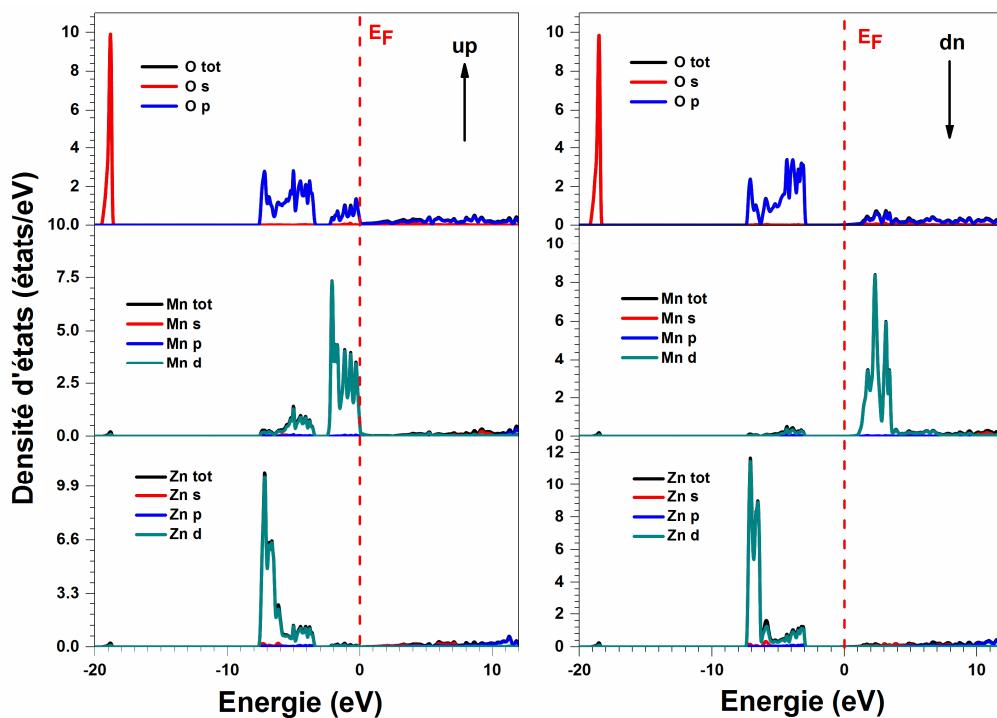 Densité d'états (états/eV)
10
8
6
4
2
E_F
up
O tot
O s
O p
10.0
7.5
5.0
2.5
0.0
Mn tot
Mn s
Mn p
Mn d
9.9
6.6
3.3
0.0
Zn tot
Zn s
Zn p
Zn d
-20 -10 0 10
Energie (eV)
10
8
6
4
2
0
E_F
dn
O tot
O s
O p
10
8
6
4
2
0
Mn tot
Mn s
Mn p
Mn d
12
10
8
6
4
2
0
Zn tot
Zn s
Zn p
Zn d
-20 -10 0 10
Energie (eV)